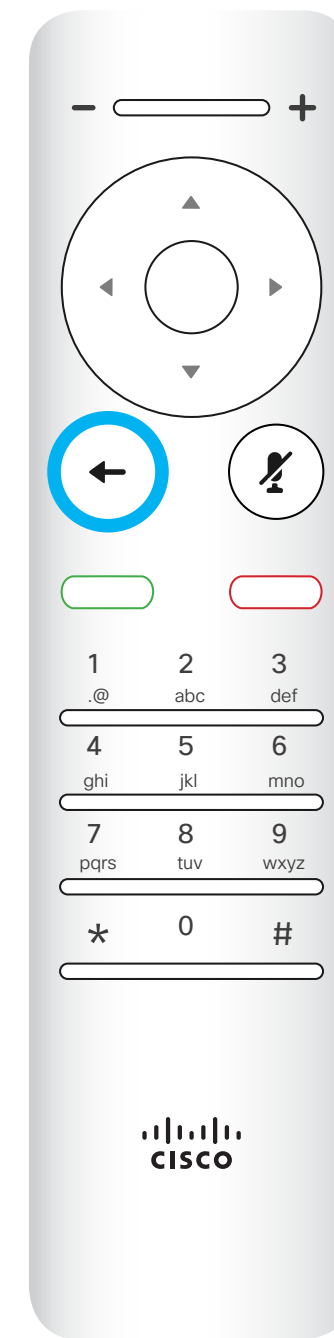 − +
1 2 3
.@ abc def
4 5 6
ghi jkl mno
7 8 9
pqrs tuv wxyz
* 0 #
CISCO